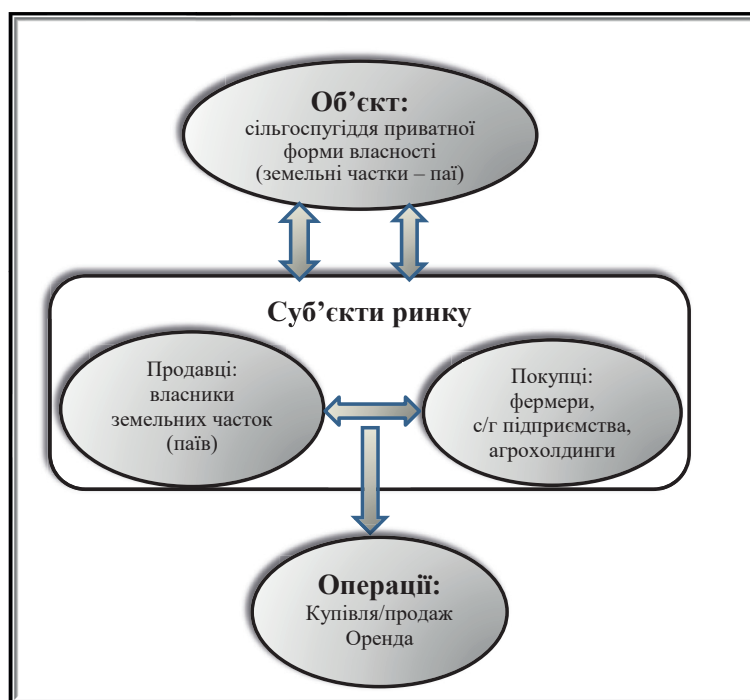 Об’єкт:
сільгоспугіддя приватної
форми власності
(земельні частки – паї)
Суб’єкти ринку
Продавці:
власники
земельних часток
(паїв)
Покупці:
фермери,
с/г підприємства,
агрохолдинги
Операції:
Купівля/продаж
Оренда